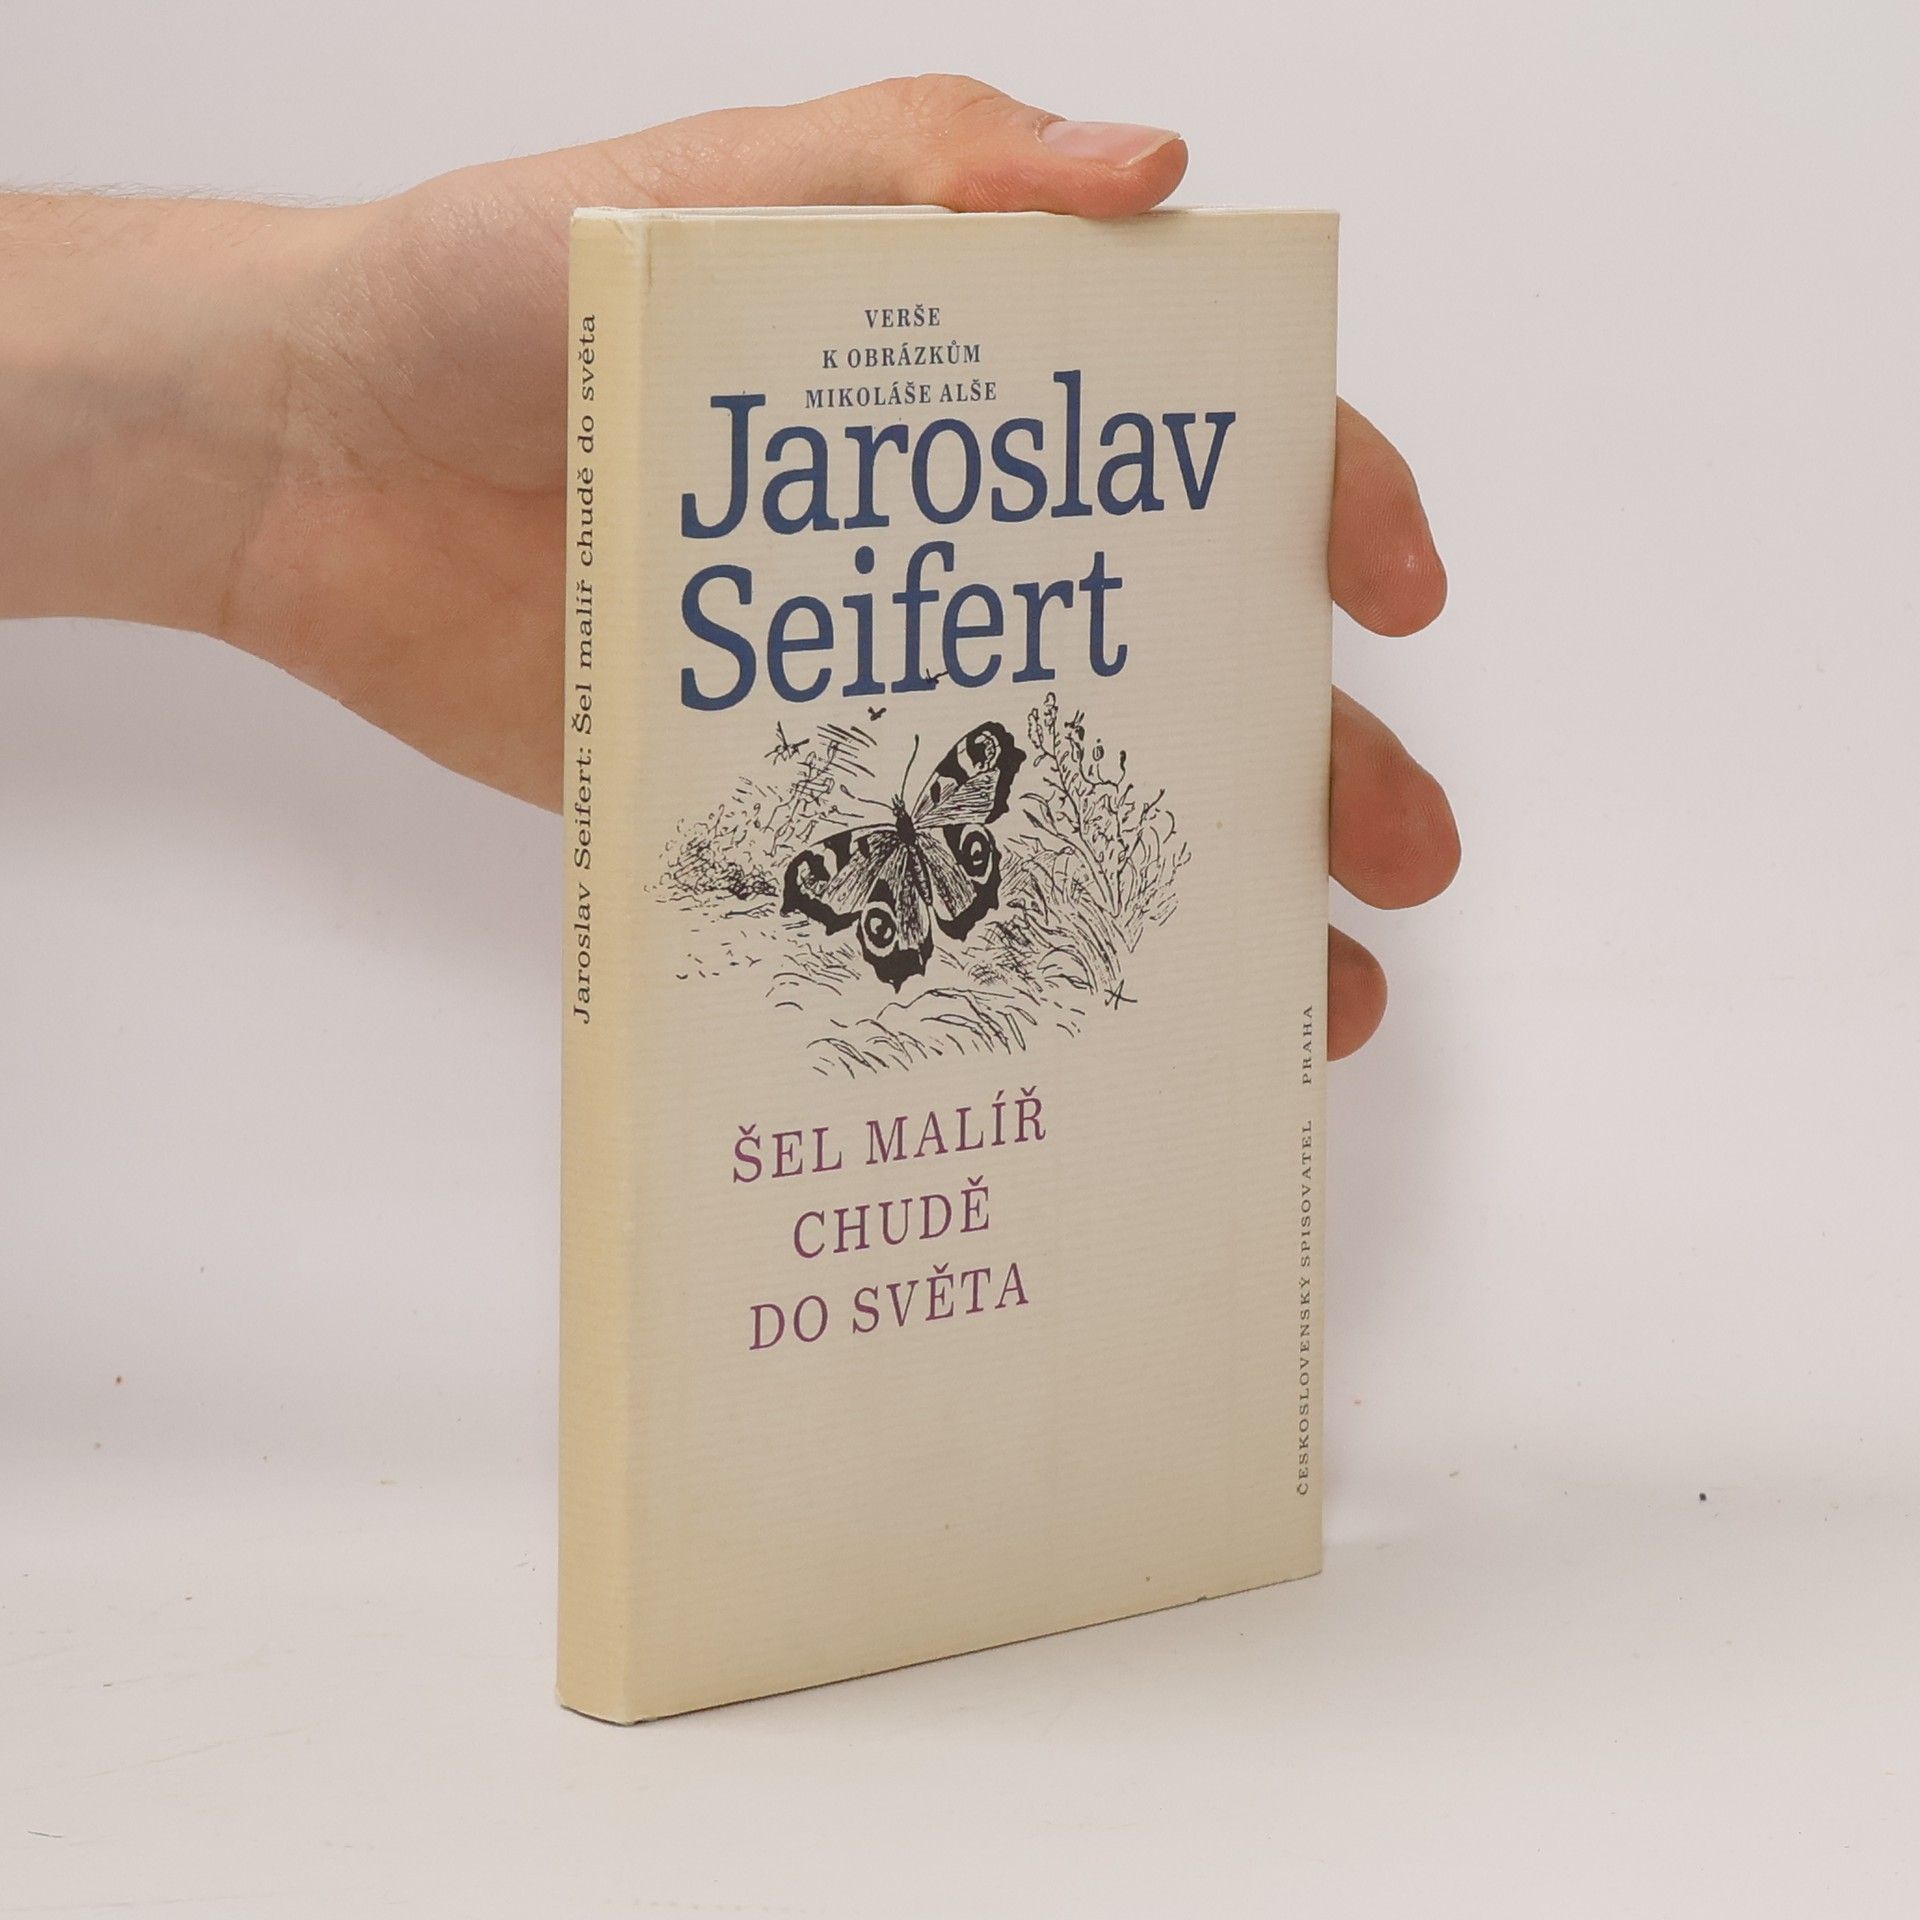 VERŠE
K OBRÁZKŮM
MIKOLÁŠE ALŠE
Jaroslav
Seifert
ŠEL MALÍŘ
CHUDĚ
DO SVĚTA
ČESKOSLOVENSKÝ SPISOVATEL PRAHA
Jaroslav Seifert: Šel malíř chudě do světa